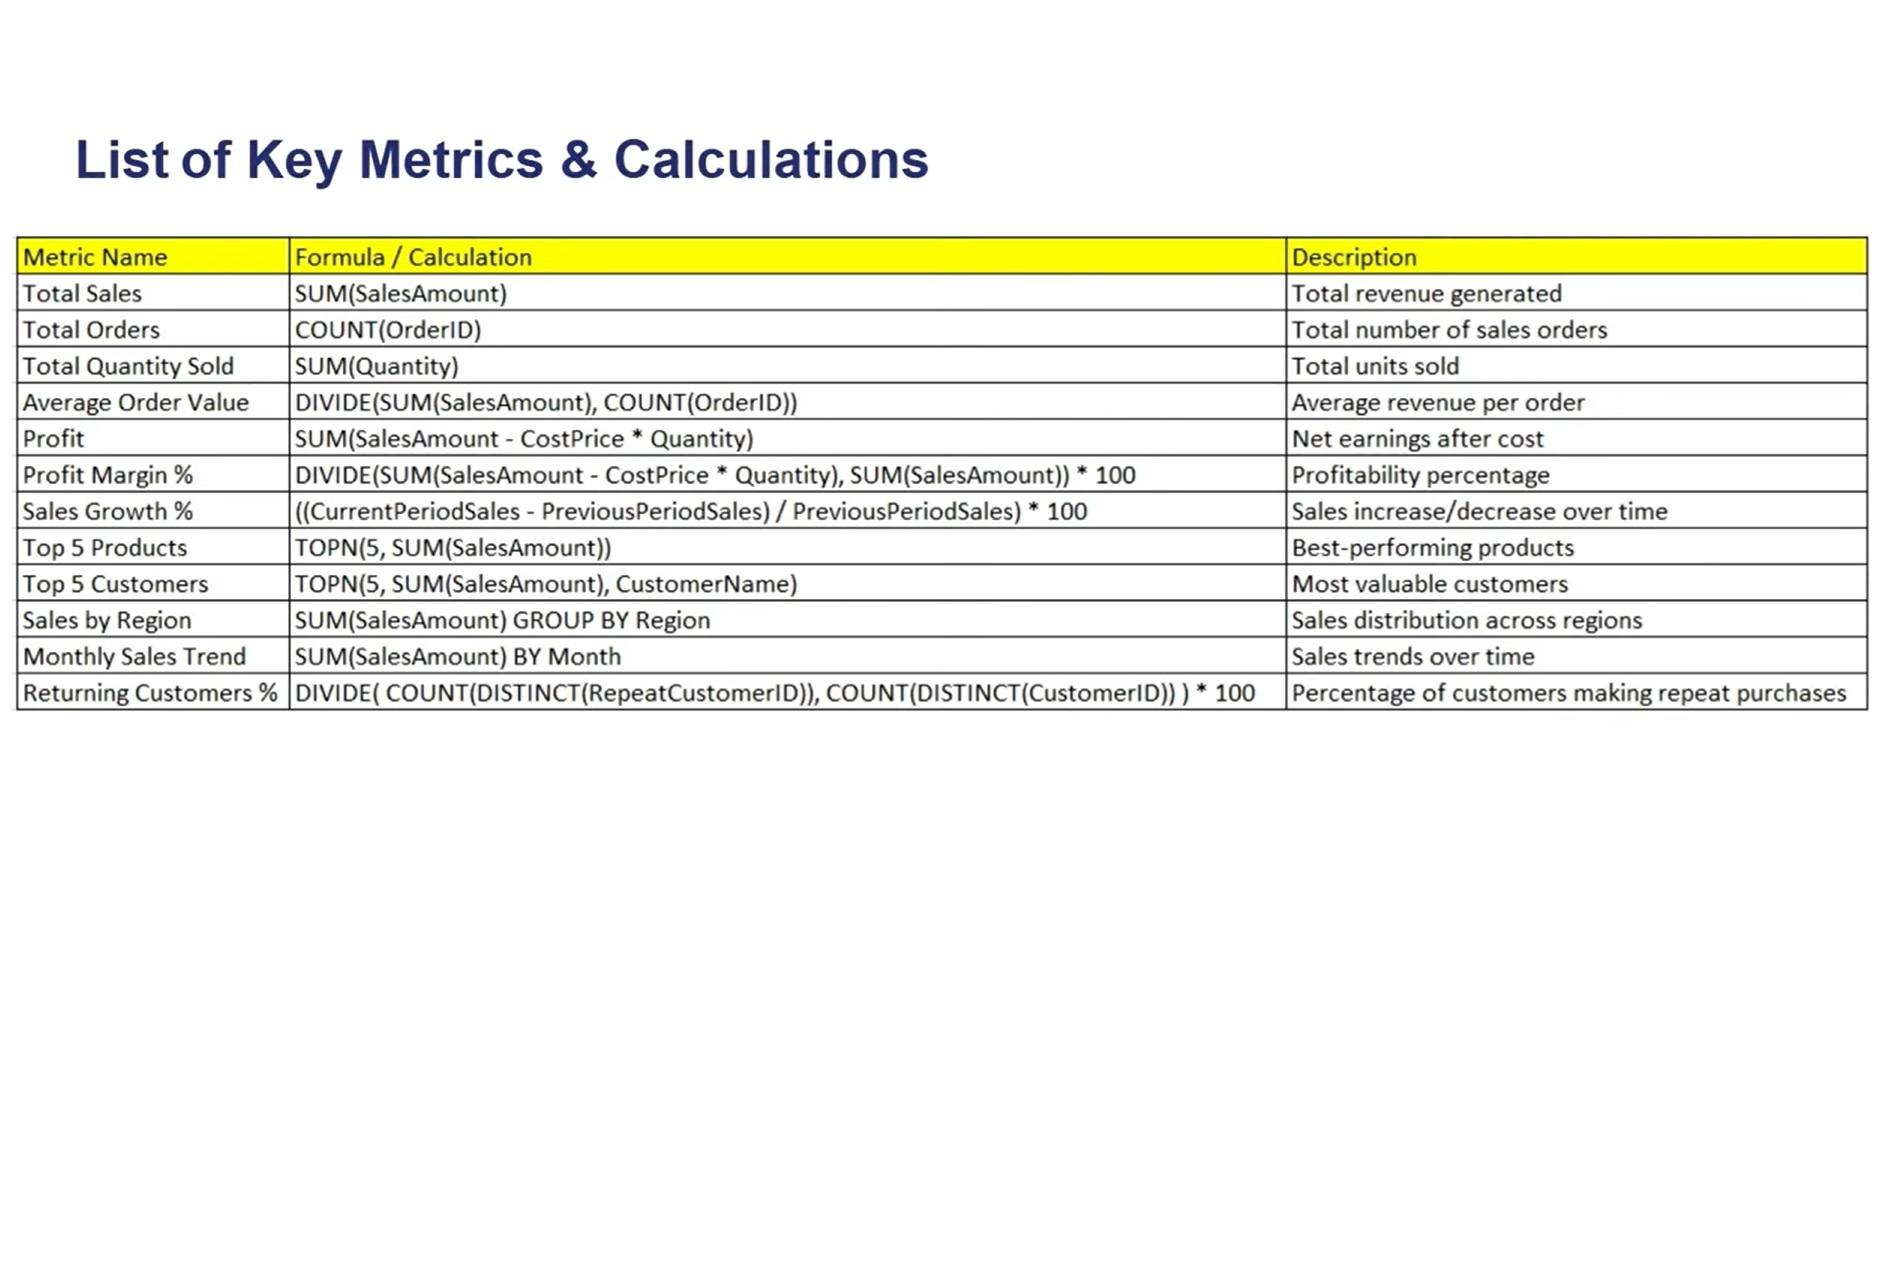 List of Key Metrics & Calculations
Metric Name Formula / Calculation Description
Total Sales SUM(SalesAmount) Total revenue generated
Total Orders COUNT(OrderID) Total number of sales orders
Total Quantity Sold SUM(Quantity) Total units sold
Average Order Value DIVIDE(SUM(SalesAmount), COUNT(OrderID)) Average revenue per order
Profit SUM(SalesAmount - CostPrice * Quantity) Net earnings after cost
Profit Margin % DIVIDE(SUM(SalesAmount - CostPrice * Quantity), SUM(SalesAmount)) * 100 Profitability percentage
Sales Growth % ((CurrentPeriodSales - PreviousPeriodSales) / PreviousPeriodSales) * 100 Sales increase/decrease over time
Top 5 Products TOPN(5, SUM(SalesAmount)) Best-performing products
Top 5 Customers TOPN(5, SUM(SalesAmount), CustomerName) Most valuable customers
Sales by Region SUM(SalesAmount) GROUP BY Region Sales distribution across regions
Monthly Sales Trend SUM(SalesAmount) BY Month Sales trends over time
Returning Customers % DIVIDE( COUNT(DISTINCT(RepeatCustomerID)), COUNT(DISTINCT(CustomerID)) ) * 100 Percentage of customers making repeat purchases